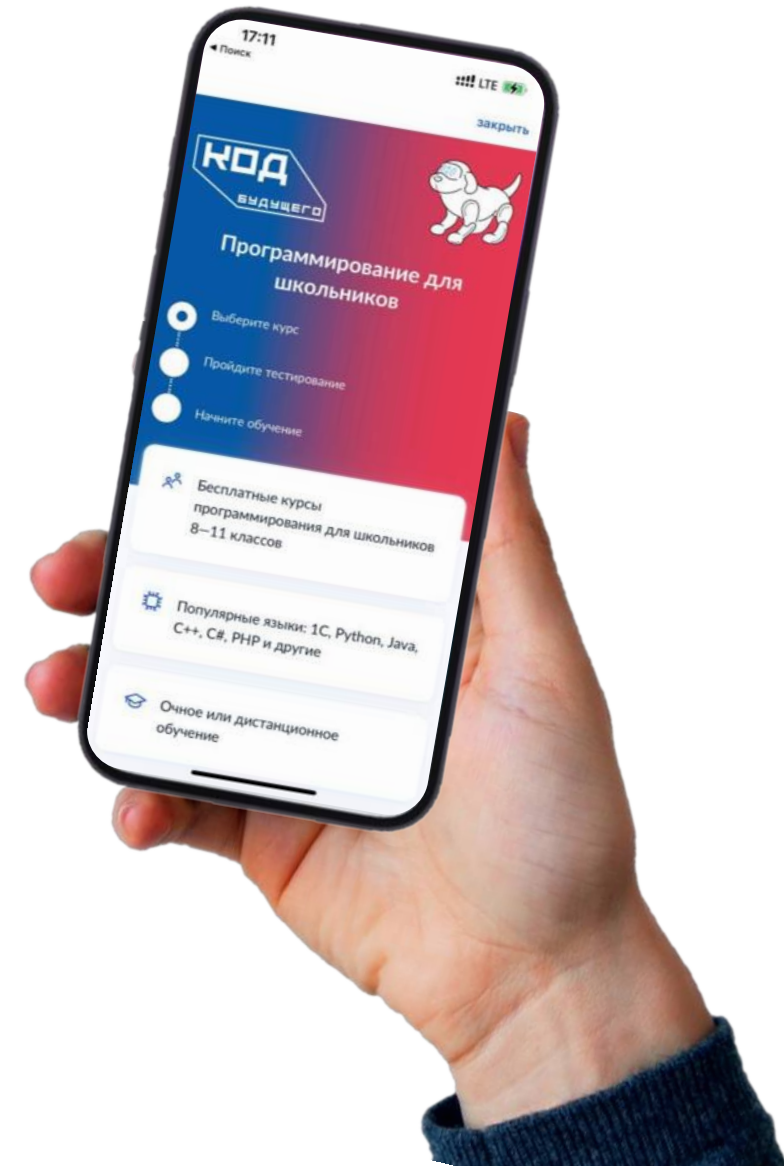 17:11
◀ Поиск
LTE
закрыть
КОД
БУДУЩЕГО
Программирование для
школьников
Выберите курс
Пройдите тестирование
Начните обучение
Бесплатные курсы
программирования для школьников
8—11 классов
Популярные языки: 1С, Python, Java,
C++, C#, PHP и другие
Очное или дистанционное
обучение